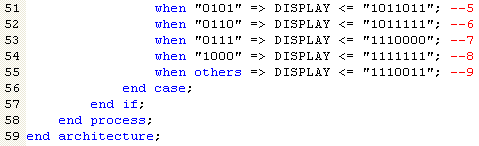 51 when "0101" => DISPLAY <= "1011011"; --5
52 when "0110" => DISPLAY <= "1011111"; --6
53 when "0111" => DISPLAY <= "1110000"; --7
54 when "1000" => DISPLAY <= "1111111"; --8
55 when others => DISPLAY <= "1110011"; --9
56 end case;
57 end if;
58 end process;
59 end architecture;